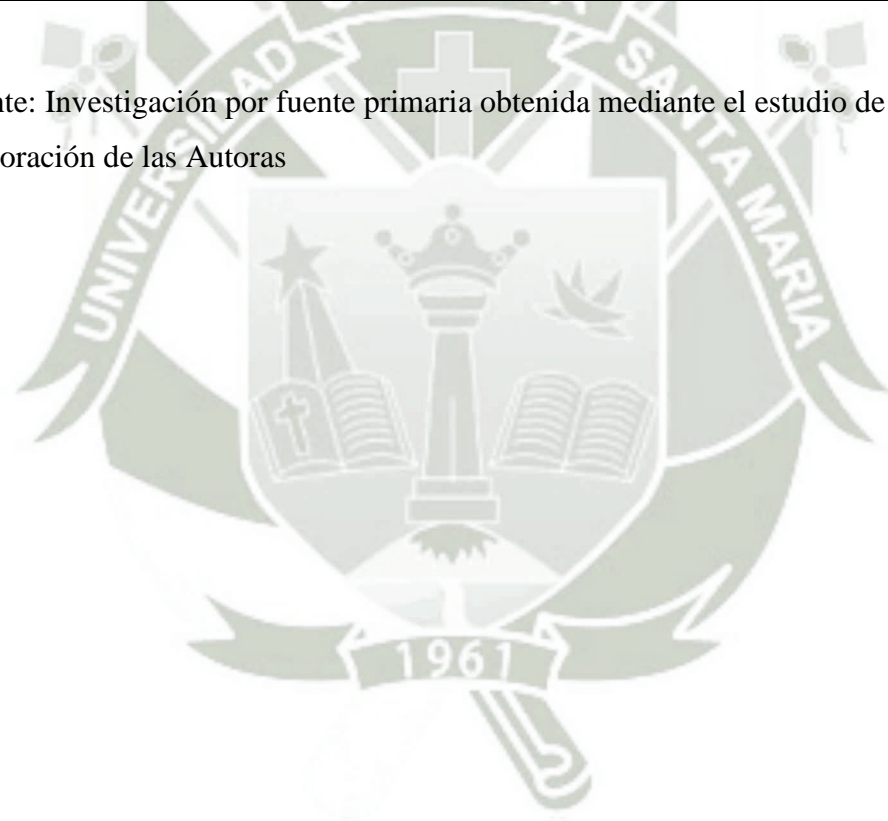 nte: Investigación por fuente primaria obtenida mediante el estudio de
oración de las Autoras
UNIVERSIDAD
SANTA MARIA
1961